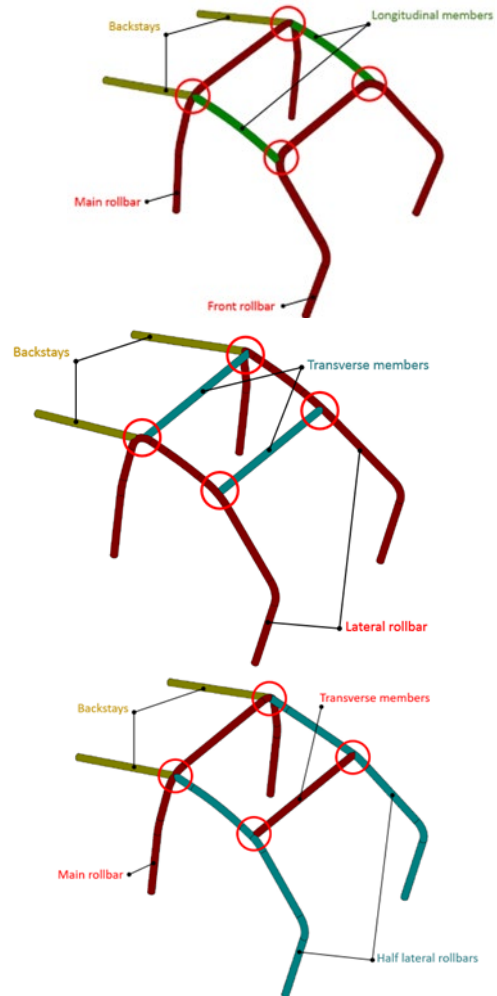 Backstays
Longitudinal members
Main rollbar
Front rollbar
Backstays
Transverse members
Lateral rollbar
Transverse members
Backstays
Main rollbar
Half lateral rollbars